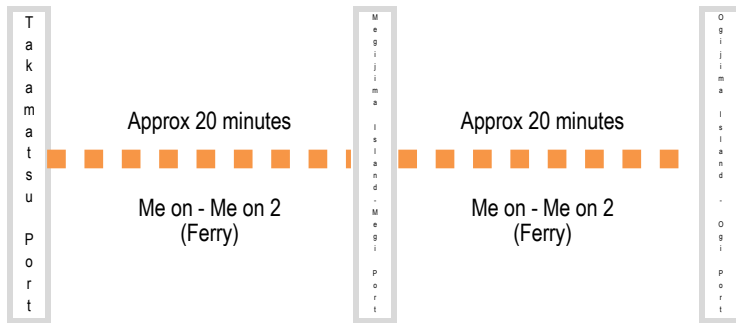 Takamatsu Port
Approx 20 minutes
Me on - Me on 2
(Ferry)
Megijima Island - Megi Port
Approx 20 minutes
Me on - Me on 2
(Ferry)
Ogijima Island - Ogi Port